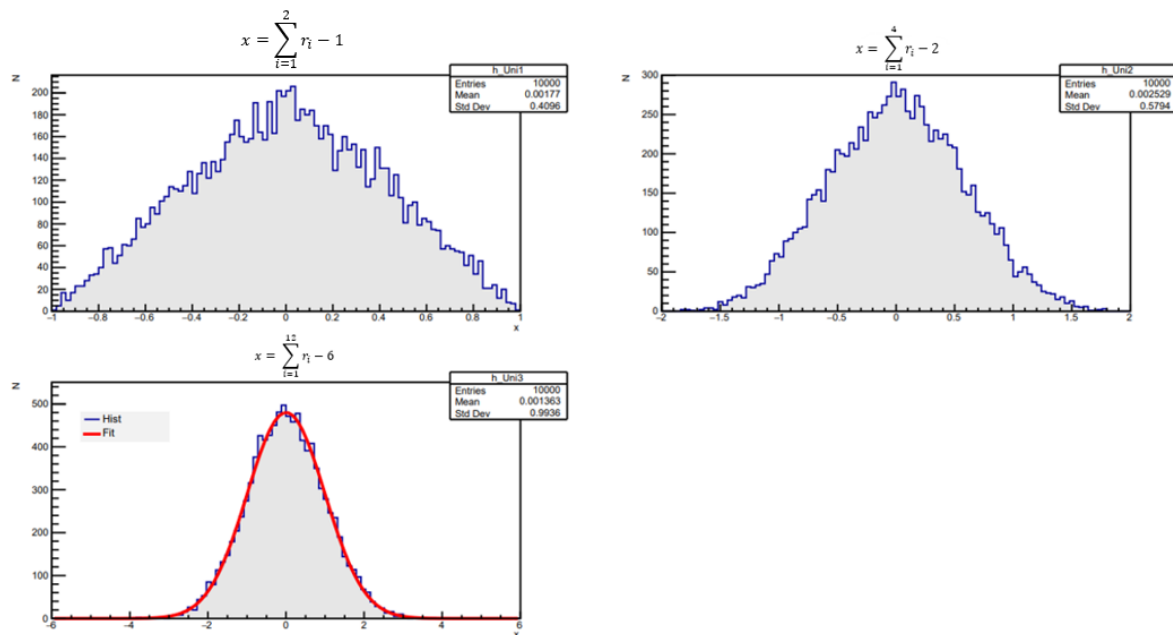 x = \sum_{i=1}^{2} r_i − 1
N
h_Uni1
Entries 10000
Mean 0.00177
Std Dev 0.4096
200
180
160
140
120
100
80
60
40
20
0
−1 −0.8 −0.6 −0.4 −0.2 0 0.2 0.4 0.6 0.8 1
x
x = \sum_{i=1}^{4} r_i − 2
N
h_Uni2
Entries 10000
Mean 0.002529
Std Dev 0.5794
300
250
200
150
100
50
0
−2 −1.5 −1 −0.5 0 0.5 1 1.5 2
x = \sum_{i=1}^{12} r_i − 6
N
h_Uni3
Entries 10000
Mean 0.001363
Std Dev 0.9936
Hist
Fit
500
400
300
200
100
0
−6 −4 −2 0 2 4 6
x